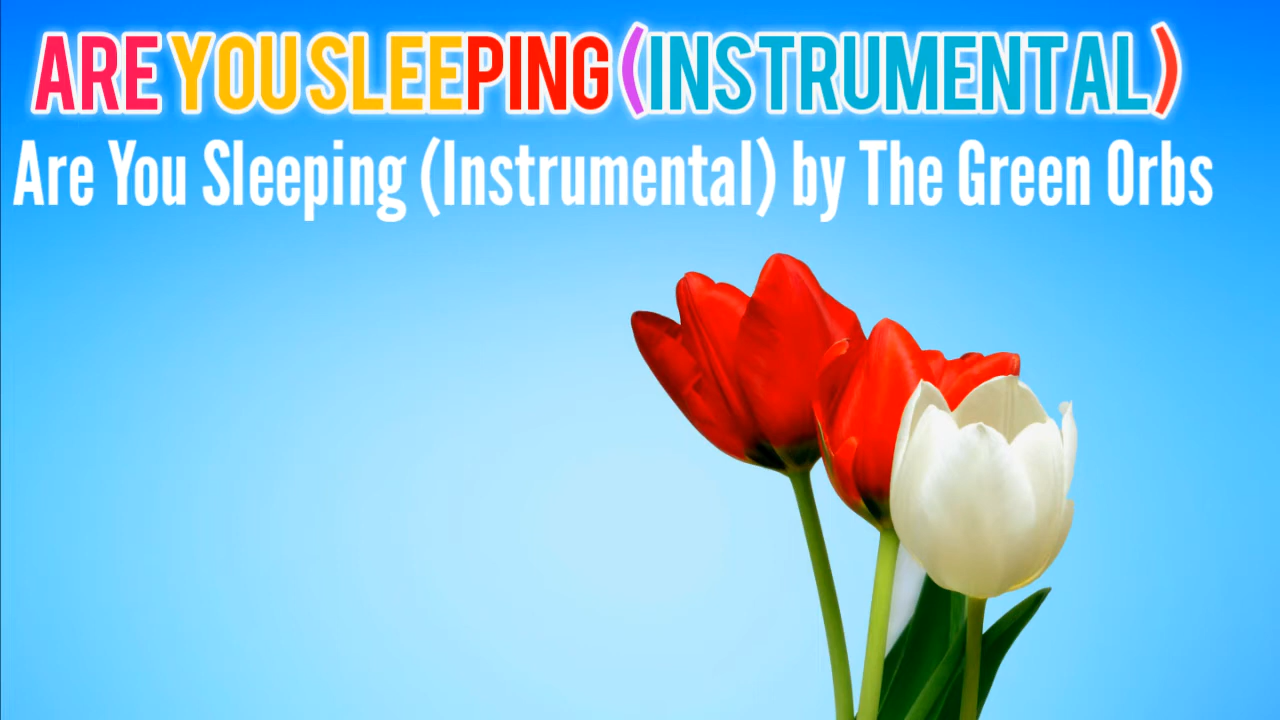 ARE YOU SLEEPING (INSTRUMENTAL)
Are You Sleeping (Instrumental) by The Green Orbs